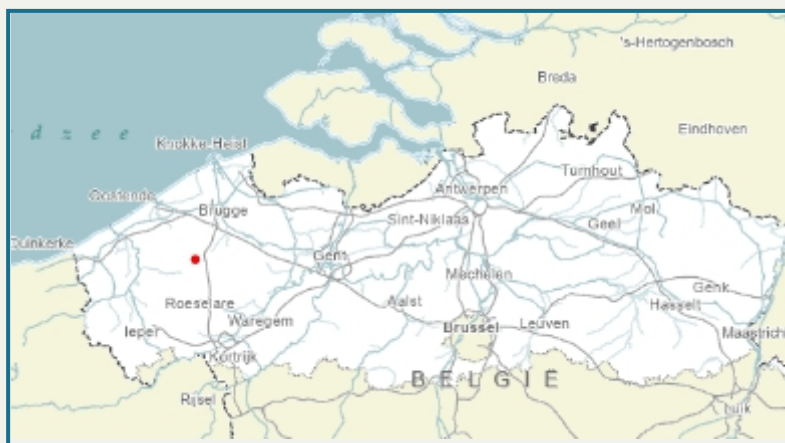 's-Hertogenbosch
Breda
d z e e
Eindhoven
Knokke-Heist
Turnhout
Antwerpen
Oostende
Mol
Brugge
Sint-Niklaas
Geel
Duinkerke
Gent
Mechelen
Genk
Roeselare
Aalst
Hasselt
Waregem
Brussel
Leuven
Ieper
Maastrich
Kortrijk
BELGIË
Rijsel
Luik